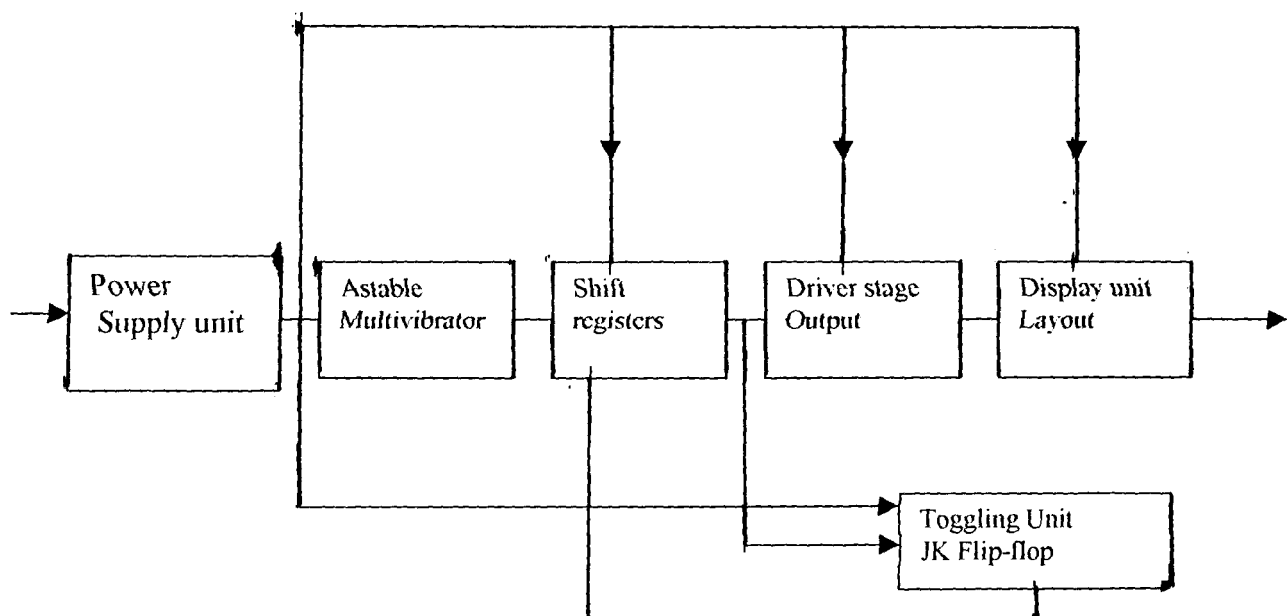 Power
Supply unit
Astable
Multivibrator
Shift
registers
Driver stage
Output
Display unit
Layout
Toggling Unit
JK Flip-flop